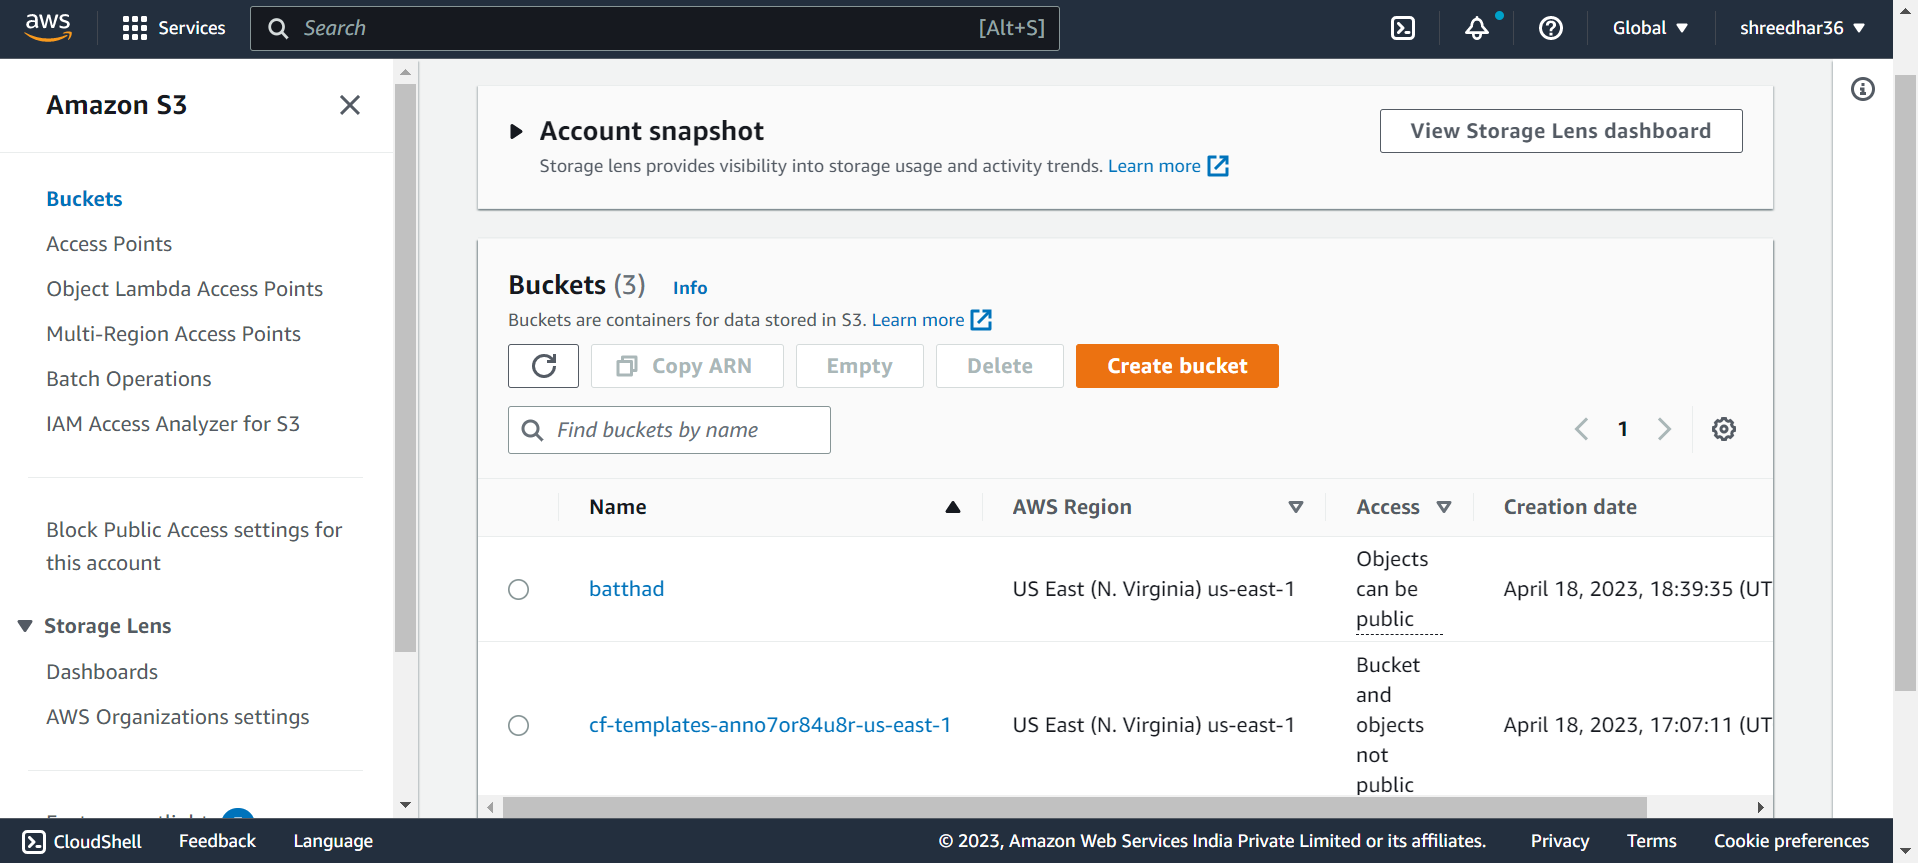 aws
Services
Search
[Alt+S]
Global
shreedhar36
Amazon S3
Buckets
Access Points
Object Lambda Access Points
Multi-Region Access Points
Batch Operations
IAM Access Analyzer for S3
Block Public Access settings for
this account
Storage Lens
Dashboards
AWS Organizations settings
Account snapshot
View Storage Lens dashboard
Storage lens provides visibility into storage usage and activity trends. Learn more
Buckets (3) Info
Buckets are containers for data stored in S3. Learn more
Copy ARN
Empty
Delete
Create bucket
Find buckets by name
1
Name
AWS Region
Access
Creation date
batthad
US East (N. Virginia) us-east-1
Objects
can be
public
April 18, 2023, 18:39:35 (UT
cf-templates-anno7or84u8r-us-east-1
US East (N. Virginia) us-east-1
Bucket
and
objects
not
public
April 18, 2023, 17:07:11 (UT
CloudShell
Feedback
Language
© 2023, Amazon Web Services India Private Limited or its affiliates.
Privacy
Terms
Cookie preferences